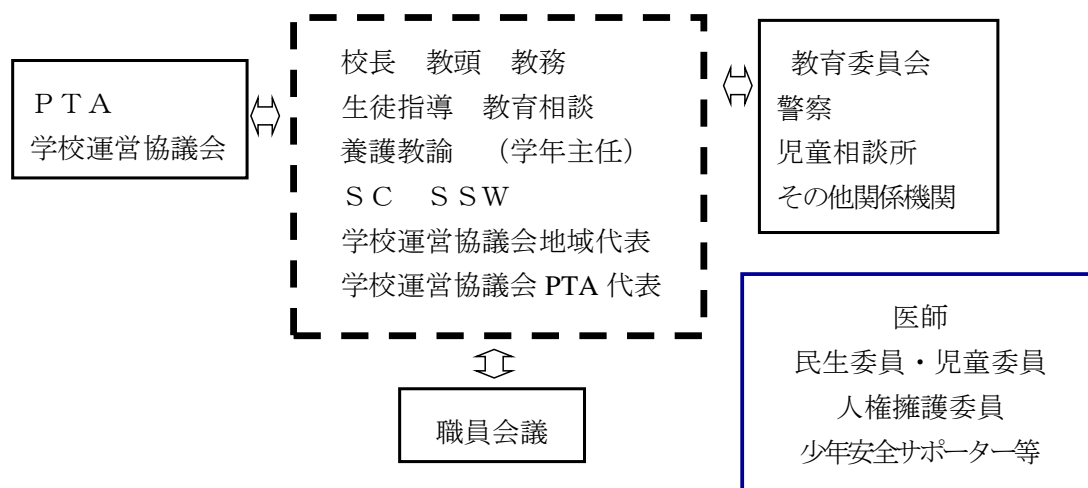 ＰＴＡ
学校運営協議会
校長　教頭　教務
生徒指導　教育相談
養護教諭　（学年主任）
ＳＣ　ＳＳＷ
学校運営協議会地域代表
学校運営協議会 PTA 代表
教育委員会
警察
児童相談所
その他関係機関
職員会議
医師
民生委員・児童委員
人権擁護委員
少年安全サポーター等